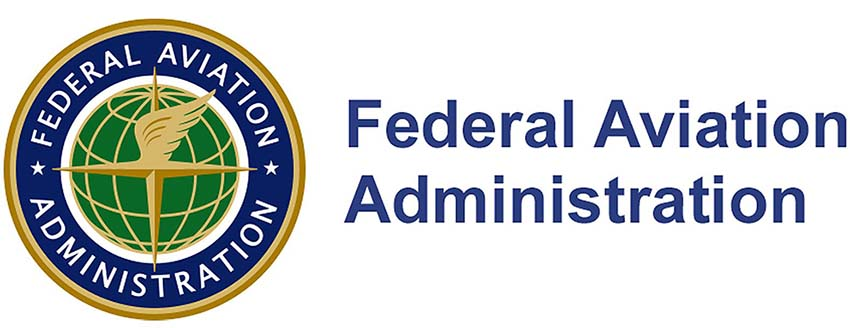 FEDERAL AVIATION
ADMINISTRATION
Federal Aviation
Administration